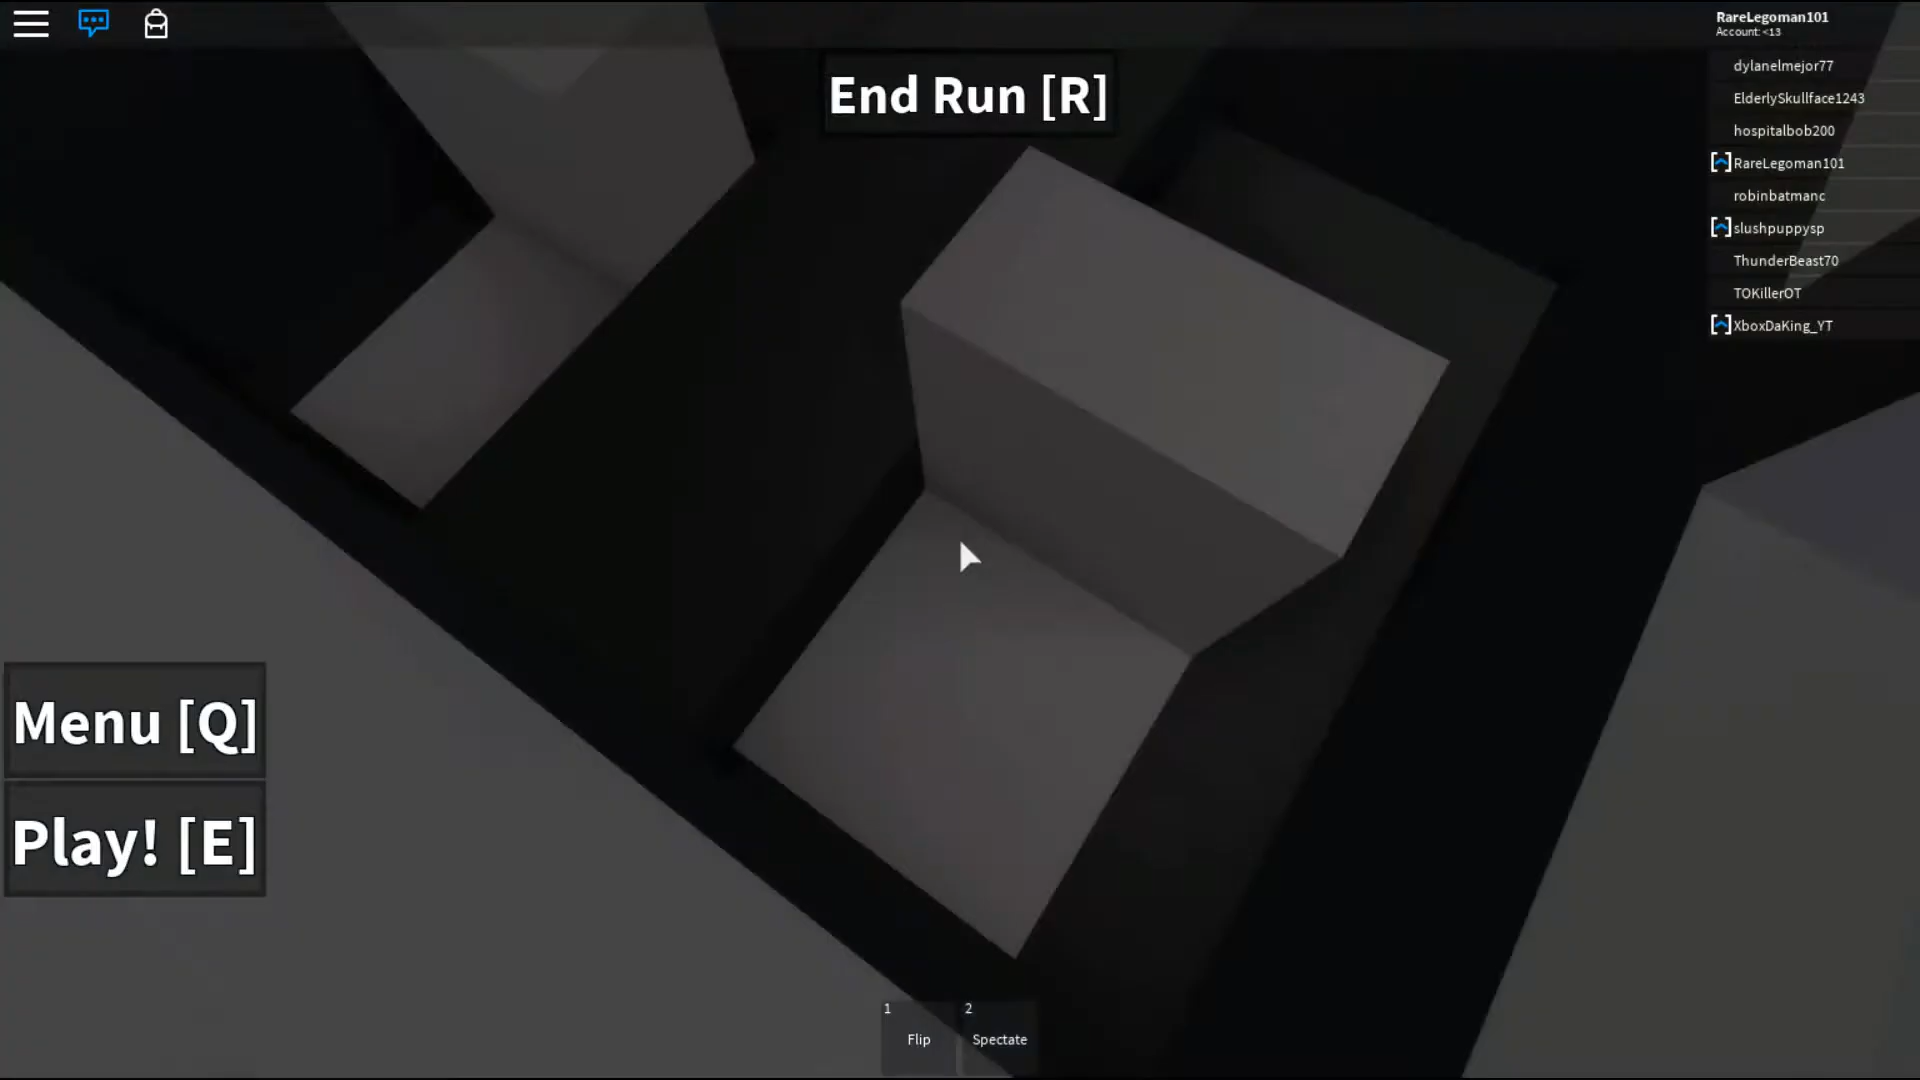 RareLegoman101
Account: <13
End Run [R]
dylanelmejor77
ElderlySkullface1243
hospitalbob200
RareLegoman101
robinbatmanc
slushpuppysp
ThunderBeast70
TOKillerOT
XboxDaKing_YT
Menu [Q]
Play! [E]
1
Flip
2
Spectate